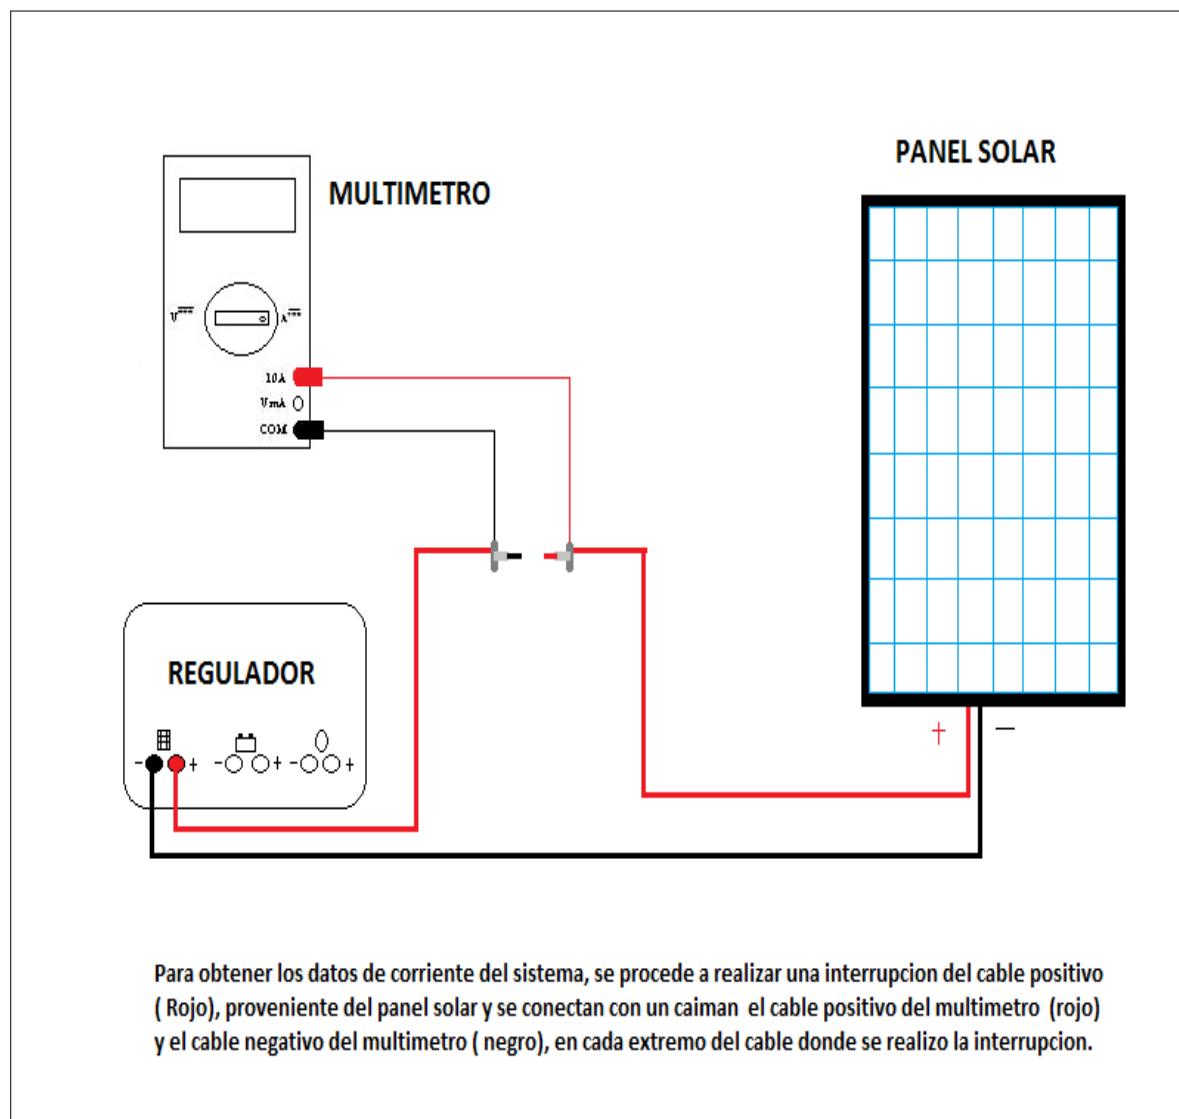 PANEL SOLAR
MULTIMETRO
V
A
10A
VmA
COM
REGULADOR
- + - + - +
+ −
Para obtener los datos de corriente del sistema, se procede a realizar una interrupcion del cable positivo
( Rojo), proveniente del panel solar y se conectan con un caiman el cable positivo del multimetro (rojo)
y el cable negativo del multimetro ( negro), en cada extremo del cable donde se realizo la interrupcion.